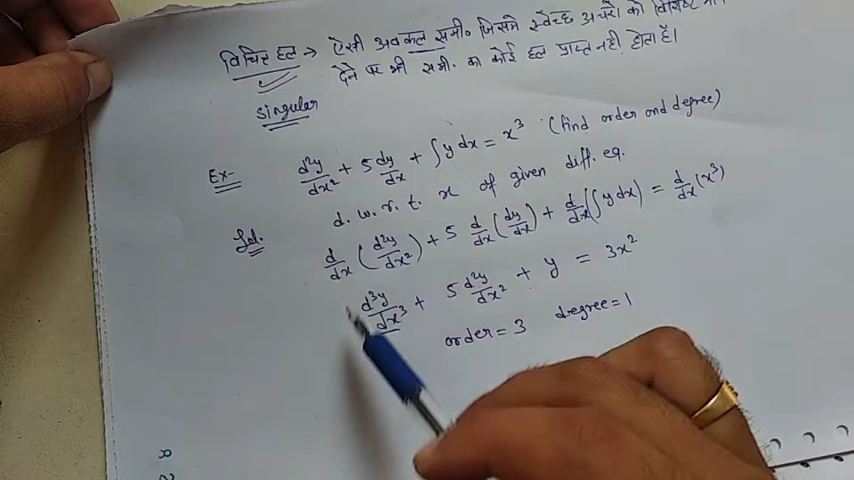 विचित्र हल → ऐसी अवकल समी॰ जिसमे स्वेच्छ अचरों को विशिष्ट
देने पर भी समी. का कोई हल प्राप्त नही होता है।
singular
Ex- d²y/dx² + 5 dy/dx + ∫y dx = x³ (find order and degree)
Sol. d. w. r. t. x of given diff. eq.
d/dx (d²y/dx²) + 5 d/dx (dy/dx) + d/dx (∫y dx) = d/dx (x³)
d³y/dx³ + 5 d²y/dx² + y = 3x²
order = 3 degree = 1